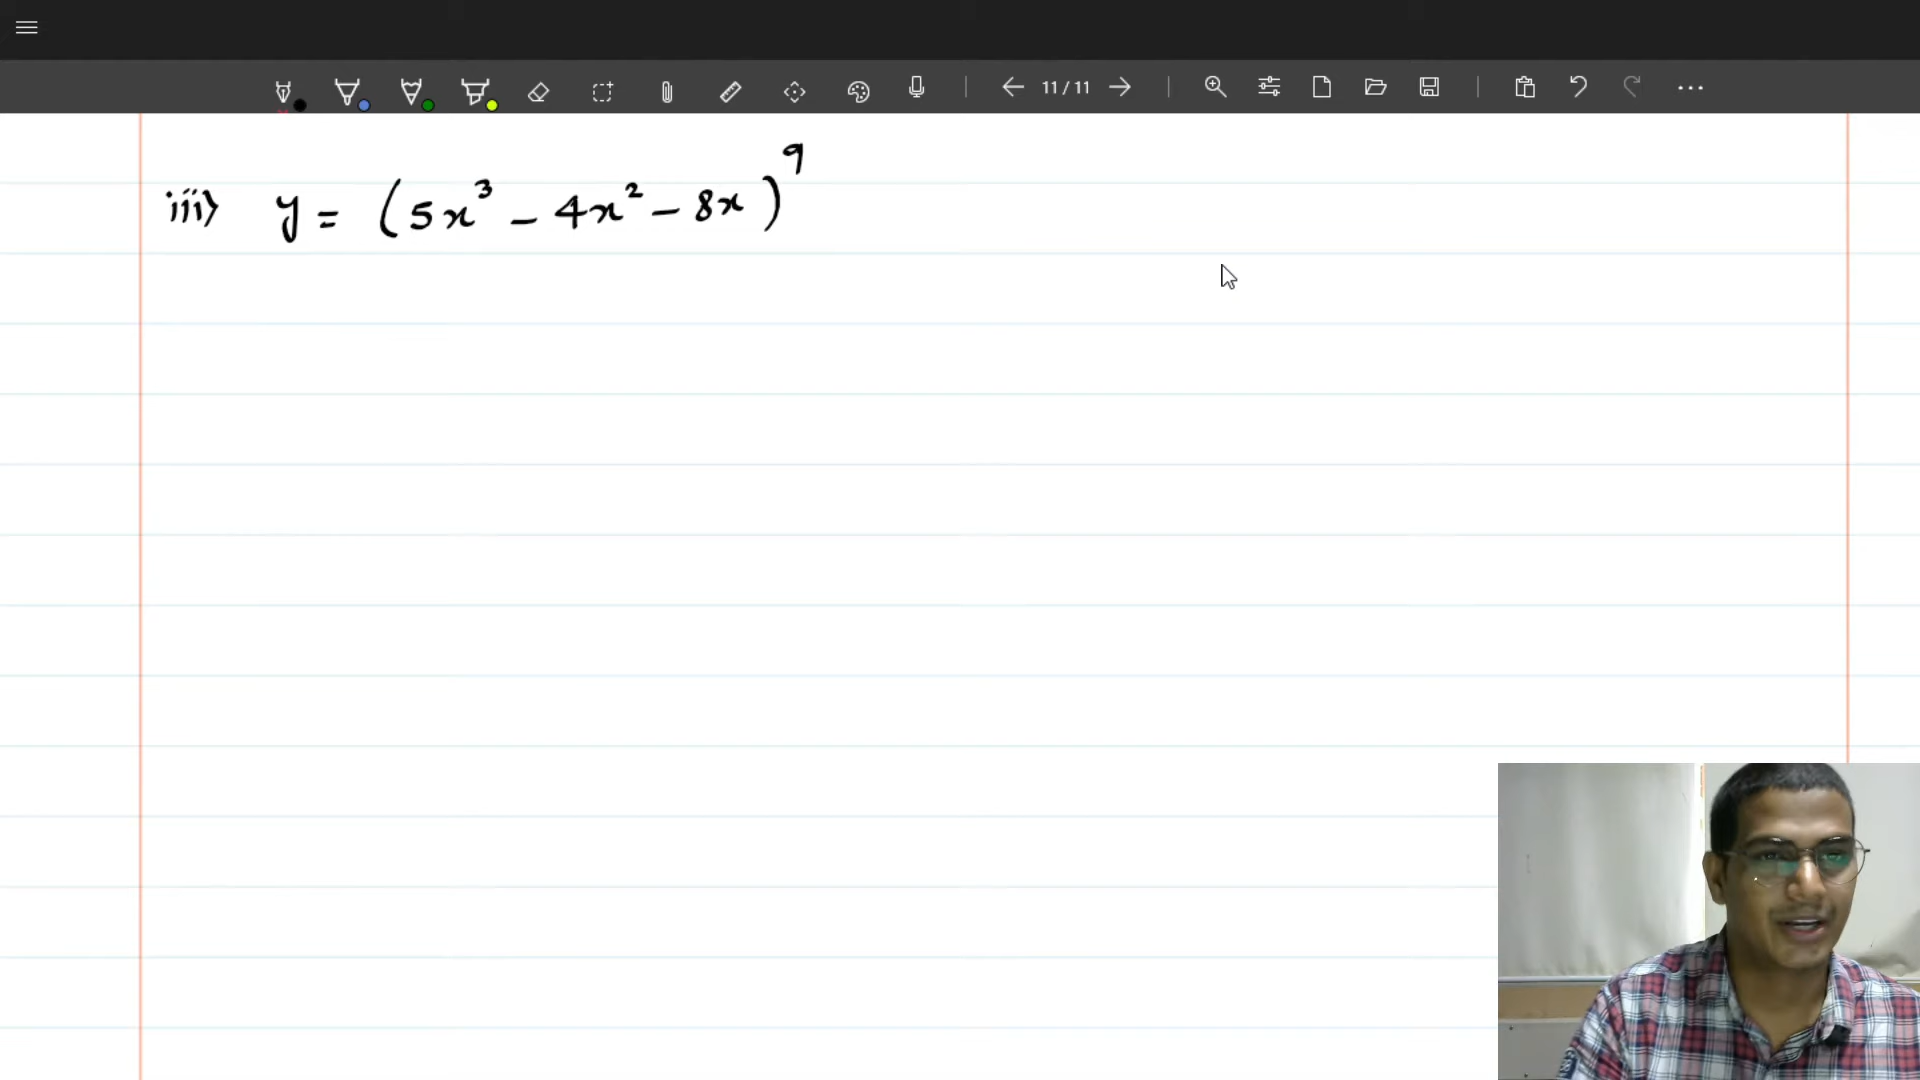 11 / 11
iii) y = (5x³ - 4x² - 8x)⁹